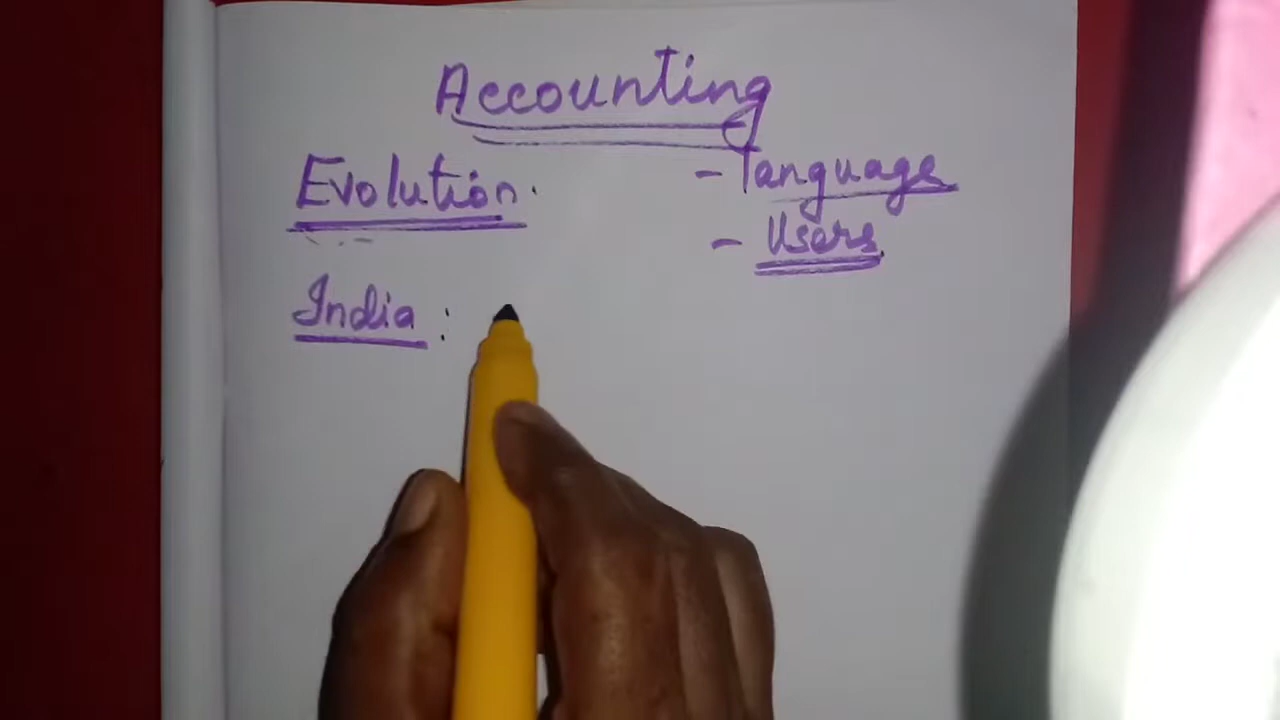 Accounting
Evolution.
- language
- Users.
India :